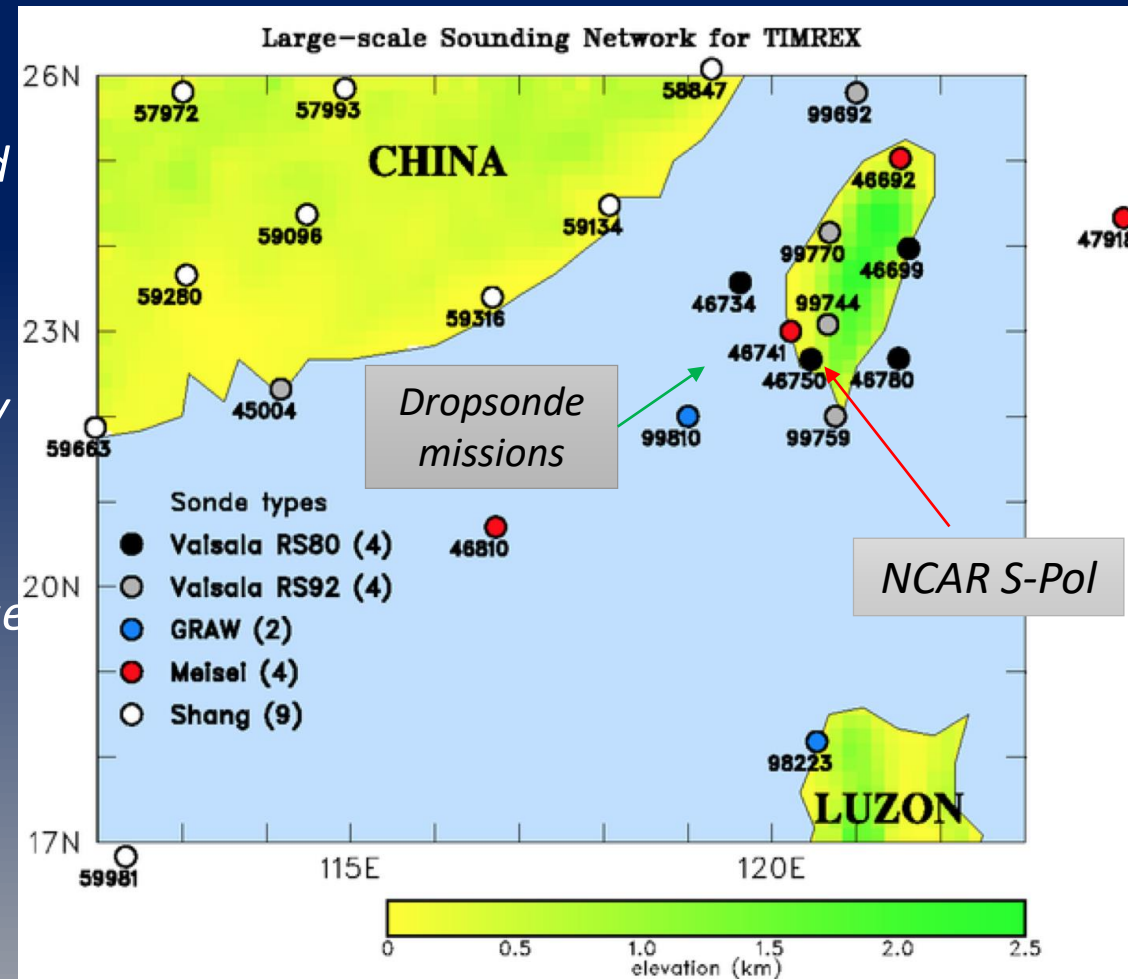 Large-scale Sounding Network for TIMREX
26N
57972
57993
58847
99692
CHINA
46692
59096
59134
99770
46699
47918
59280
59316
46734
99744
23N
46741
46750
46780
45004
Dropsonde
missions
99810
99759
59663
Sonde types
Vaisala RS80 (4)
46810
Vaisala RS92 (4)
NCAR S-Pol
20N
GRAW (2)
Meisei (4)
Shang (9)
98223
LUZON
17N
59981
115E
120E
0
0.5
1.0
1.5
2.0
2.5
elevation (km)